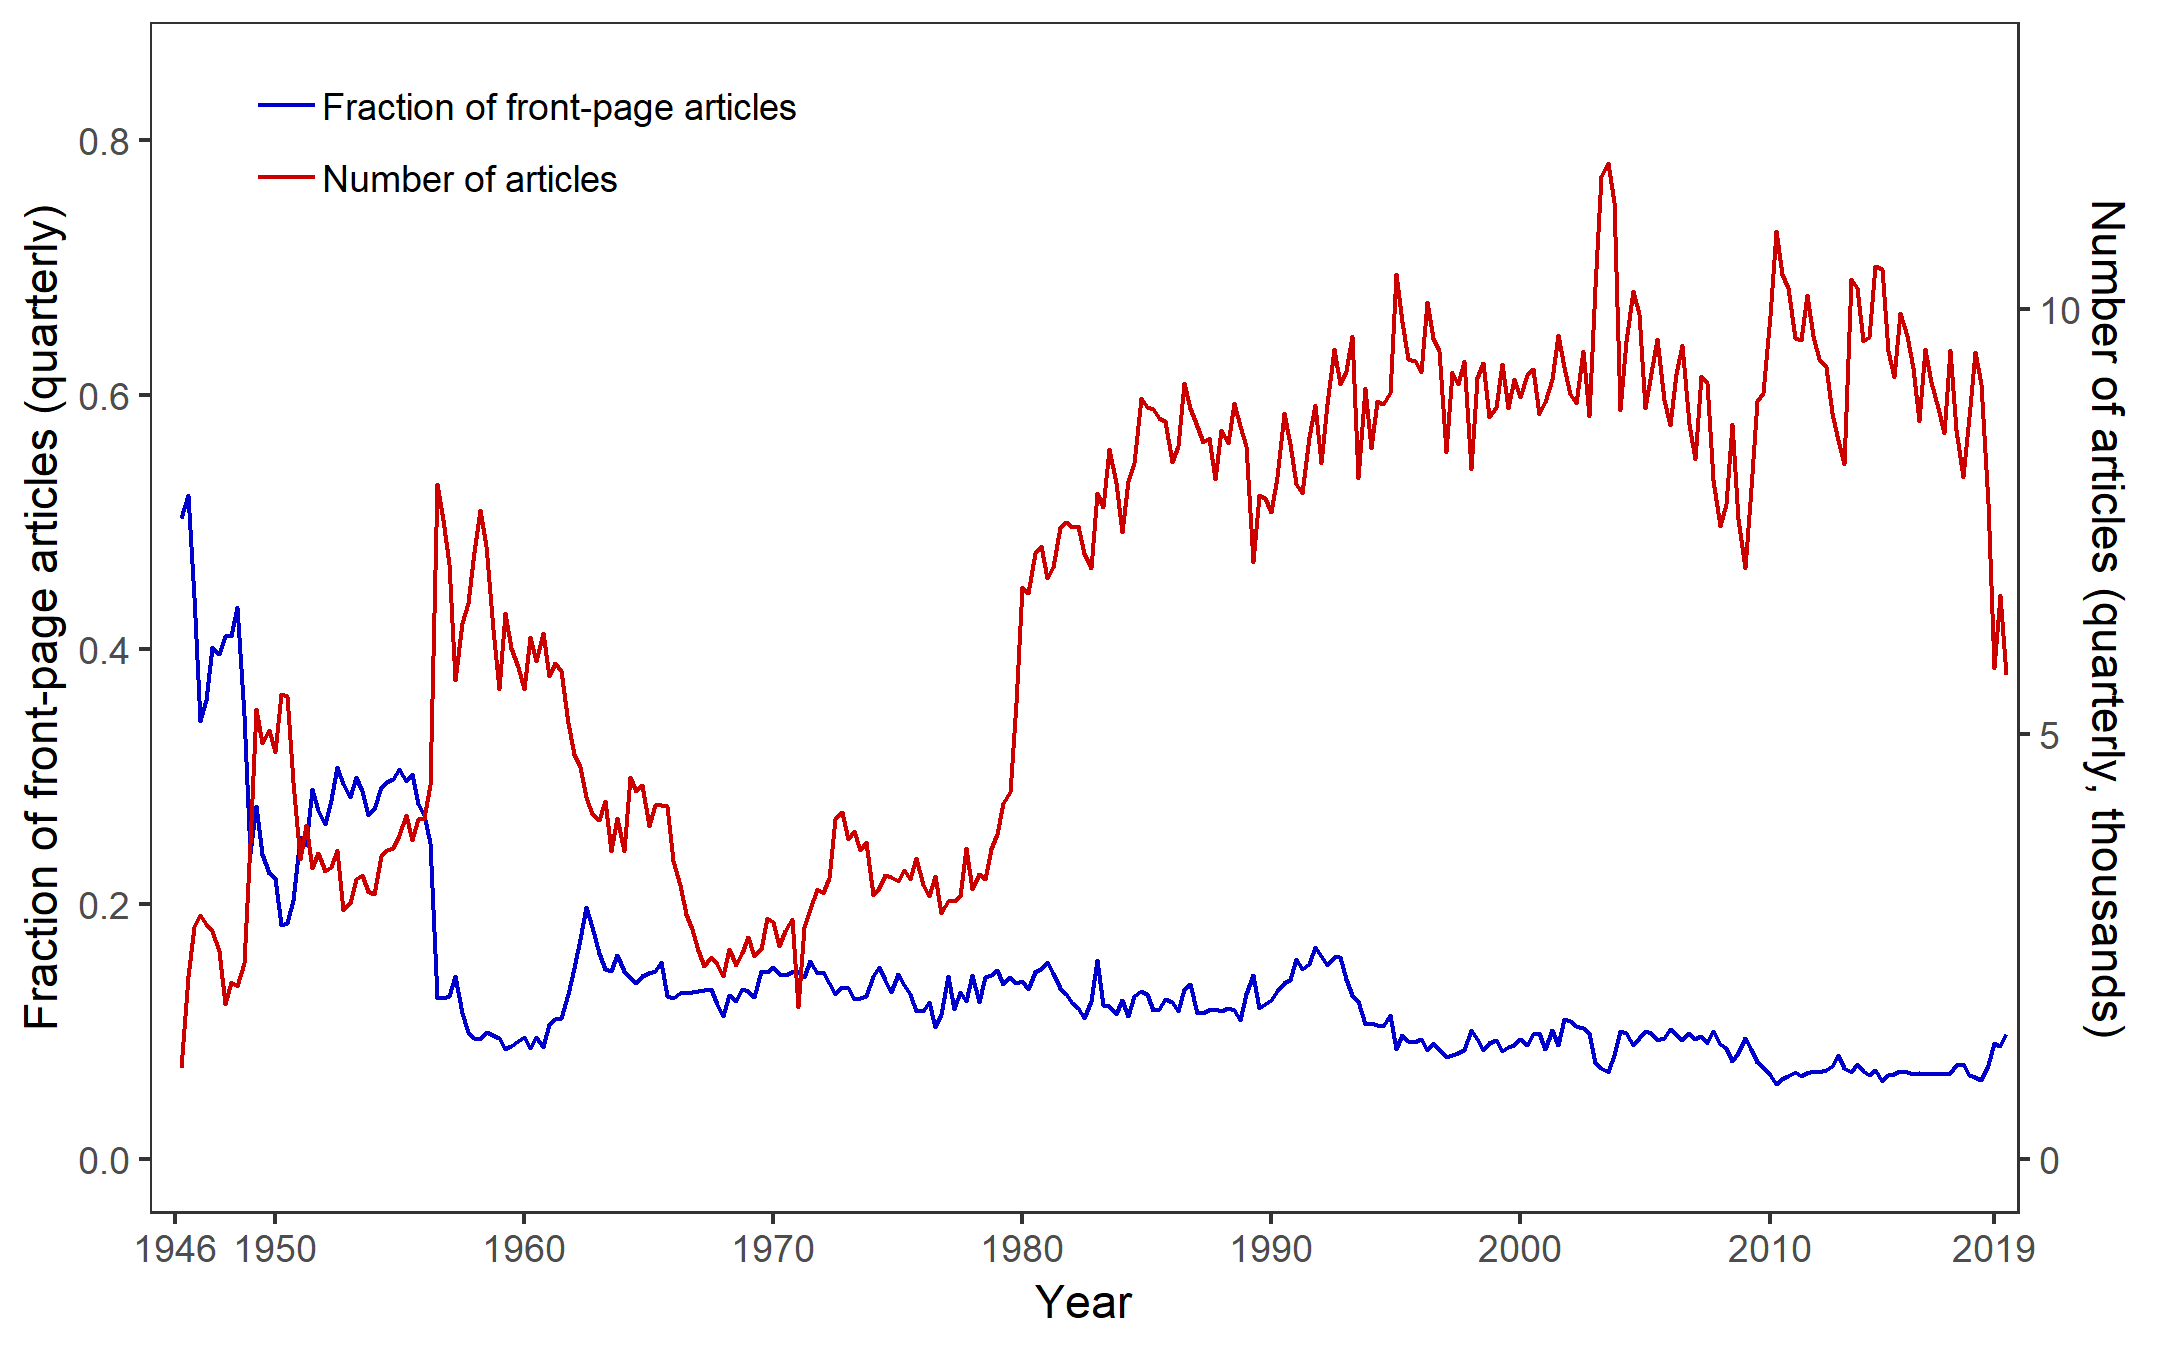 Fraction of front-page articles
Number of articles
Fraction of front-page articles (quarterly)
0.8
0.6
0.4
0.2
0.0
Number of articles (quarterly, thousands)
10
5
0
1946 1950 1960 1970 1980 1990 2000 2010 2019
Year